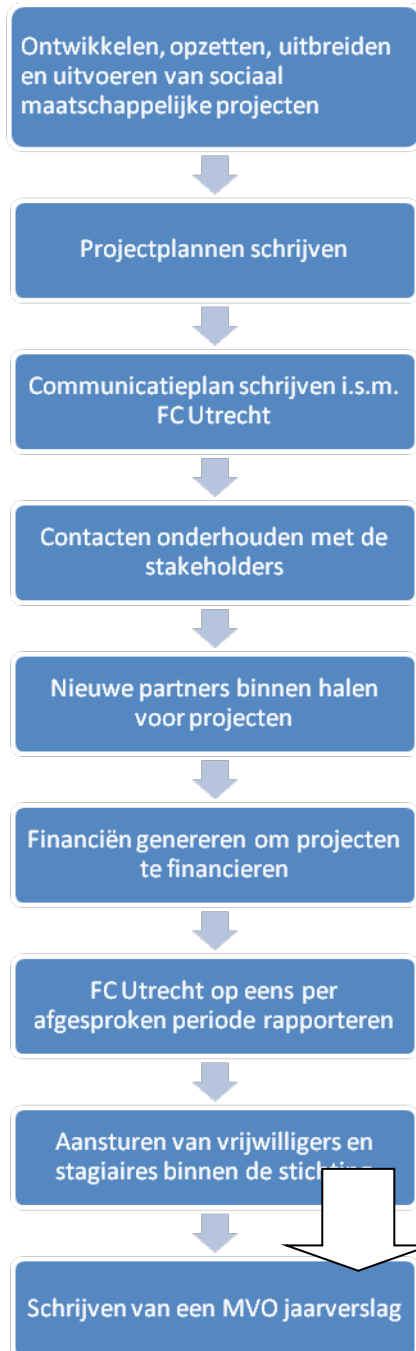 Ontwikkelen, opzetten, uitbreiden
en uitvoeren van sociaal
maatschappelijke projecten
Projectplannen schrijven
Communicatieplan schrijven i.s.m.
FC Utrecht
Contacten onderhouden met de
stakeholders
Nieuwe partners binnen halen
voor projecten
Financiën genereren om projecten
te financieren
FC Utrecht op eens per
afgesproken periode rapporteren
Aansturen van vrijwilligers en
stagiaires binnen de stichting
Schrijven van een MVO jaarverslag